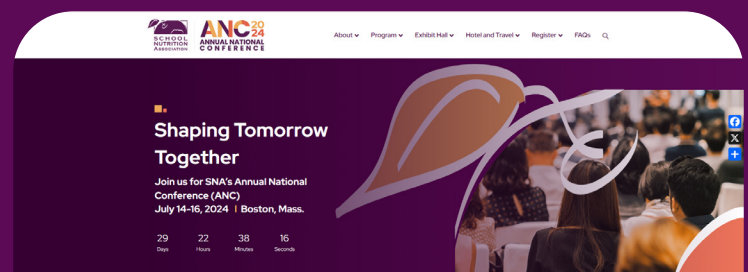 SCHOOL
NUTRITION
ASSOCIATION
ANC 2024
ANNUAL NATIONAL
CONFERENCE
About Program Exhibit Hall Hotel and Travel Register FAQs
Shaping Tomorrow
Together
Join us for SNA's Annual National
Conference (ANC)
July 14-16, 2024 | Boston, Mass.
29 22 38 16
Days Hours Minutes Seconds